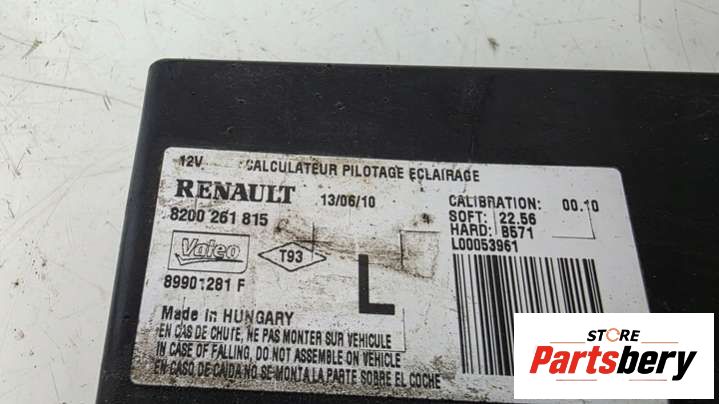 12V CALCULATEUR PILOTAGE ECLAIRAGE
RENAULT 13/06/10
8200 261 815
CALIBRATION: 00.10
SOFT: 22.56
HARD: B571
L00053961
Valeo
T93
89901281 F
L
Made in HUNGARY
EN CAS DE CHUTE, NE PAS MONTER SUR VEHICULE
IN CASE OF FALLING, DO NOT ASSEMBLE ON VEHICLE
EN CASO DE CAIDA NO SE MONTA LA PARTE SOBRE EL COCHE
STORE
Partsbery